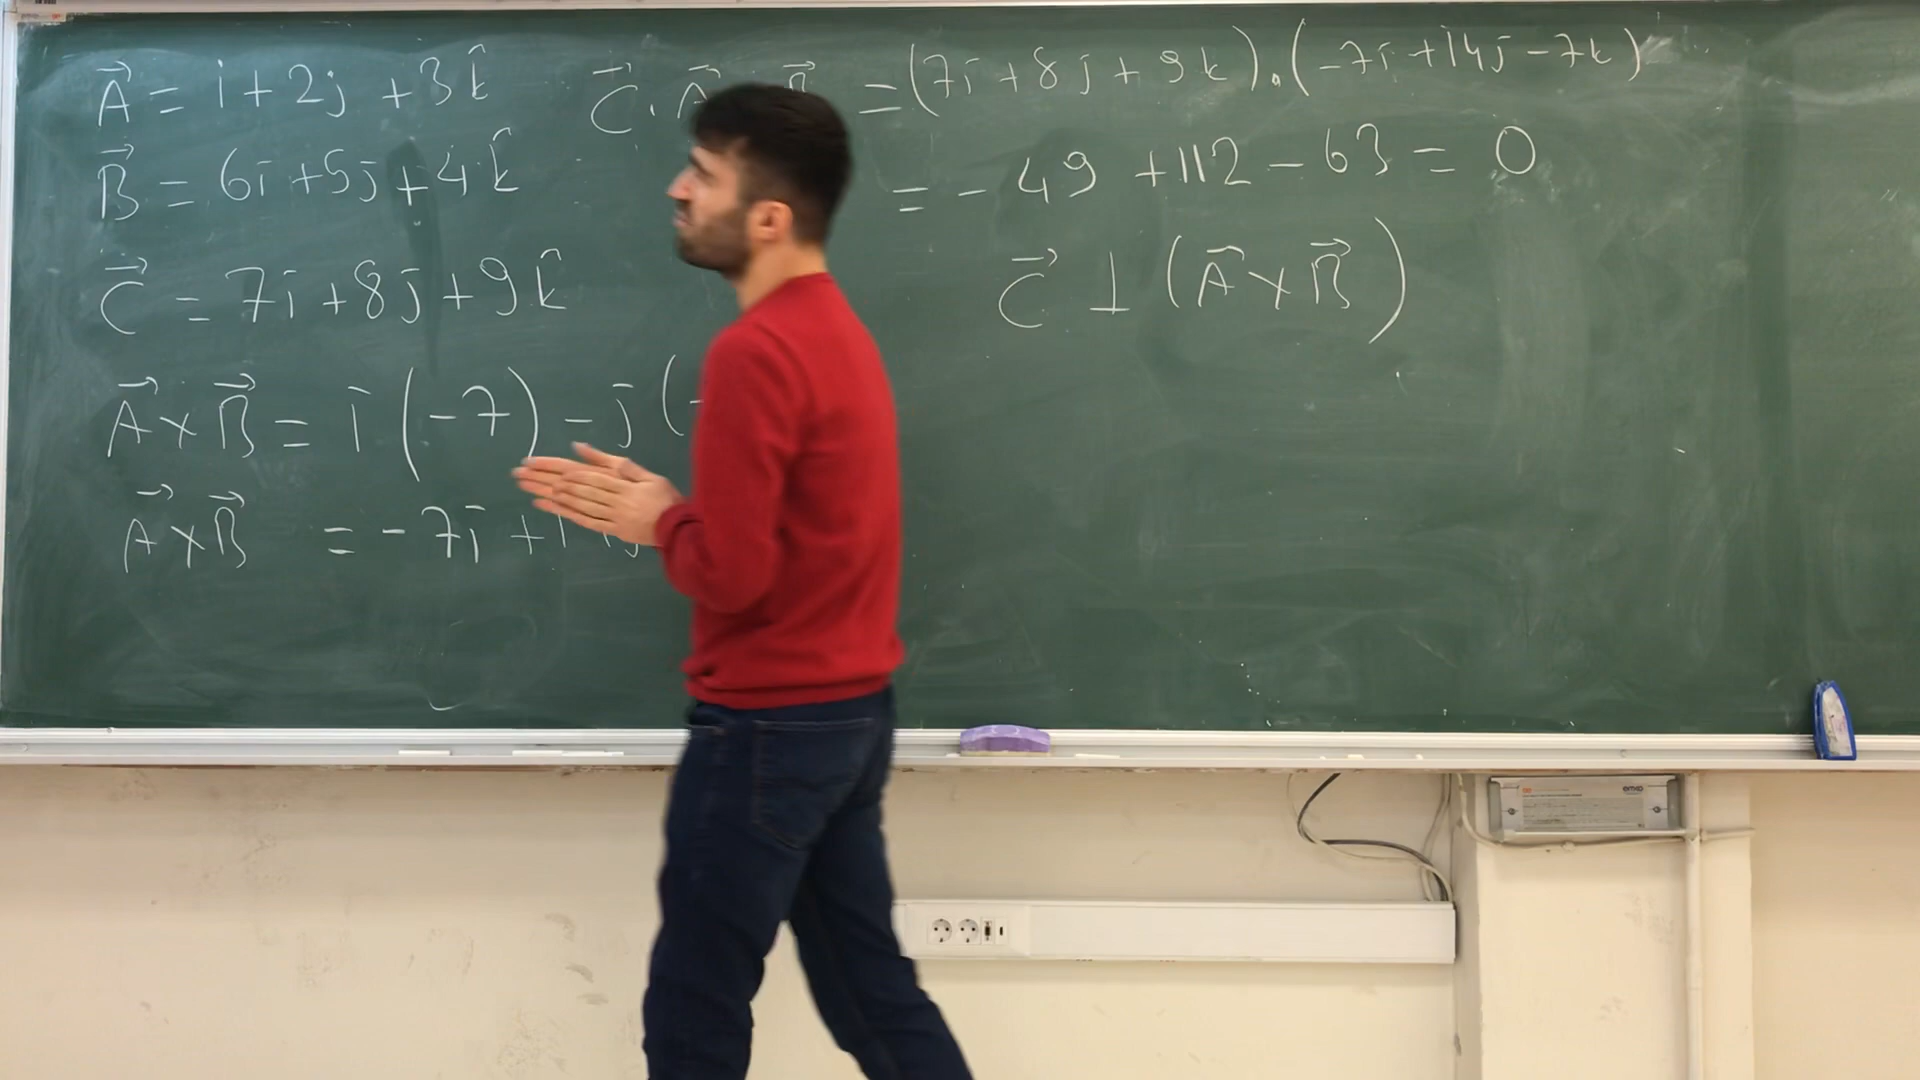 A⃗ = i + 2j + 3k̂
B⃗ = 6i + 5j + 4k̂
C⃗ = 7i + 8j + 9k̂
A⃗ × B⃗ = i (-7) - j (-
A⃗ × B⃗ = - 7i + 14j
C⃗ . A⃗ B⃗ = (7i + 8j + 9k) . (-7i + 14j - 7k)
= - 49 + 112 - 63 = 0
C⃗ ⊥ (A⃗ × B⃗)